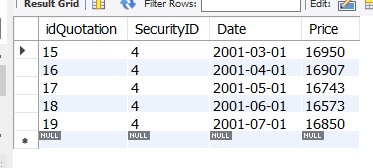 Result Grid Filter Rows: Edit:
idQuotation SecurityID Date Price
15 4 2001-03-01 16950
16 4 2001-04-01 16907
17 4 2001-05-01 16743
18 4 2001-06-01 16573
19 4 2001-07-01 16850
NULL NULL NULL NULL